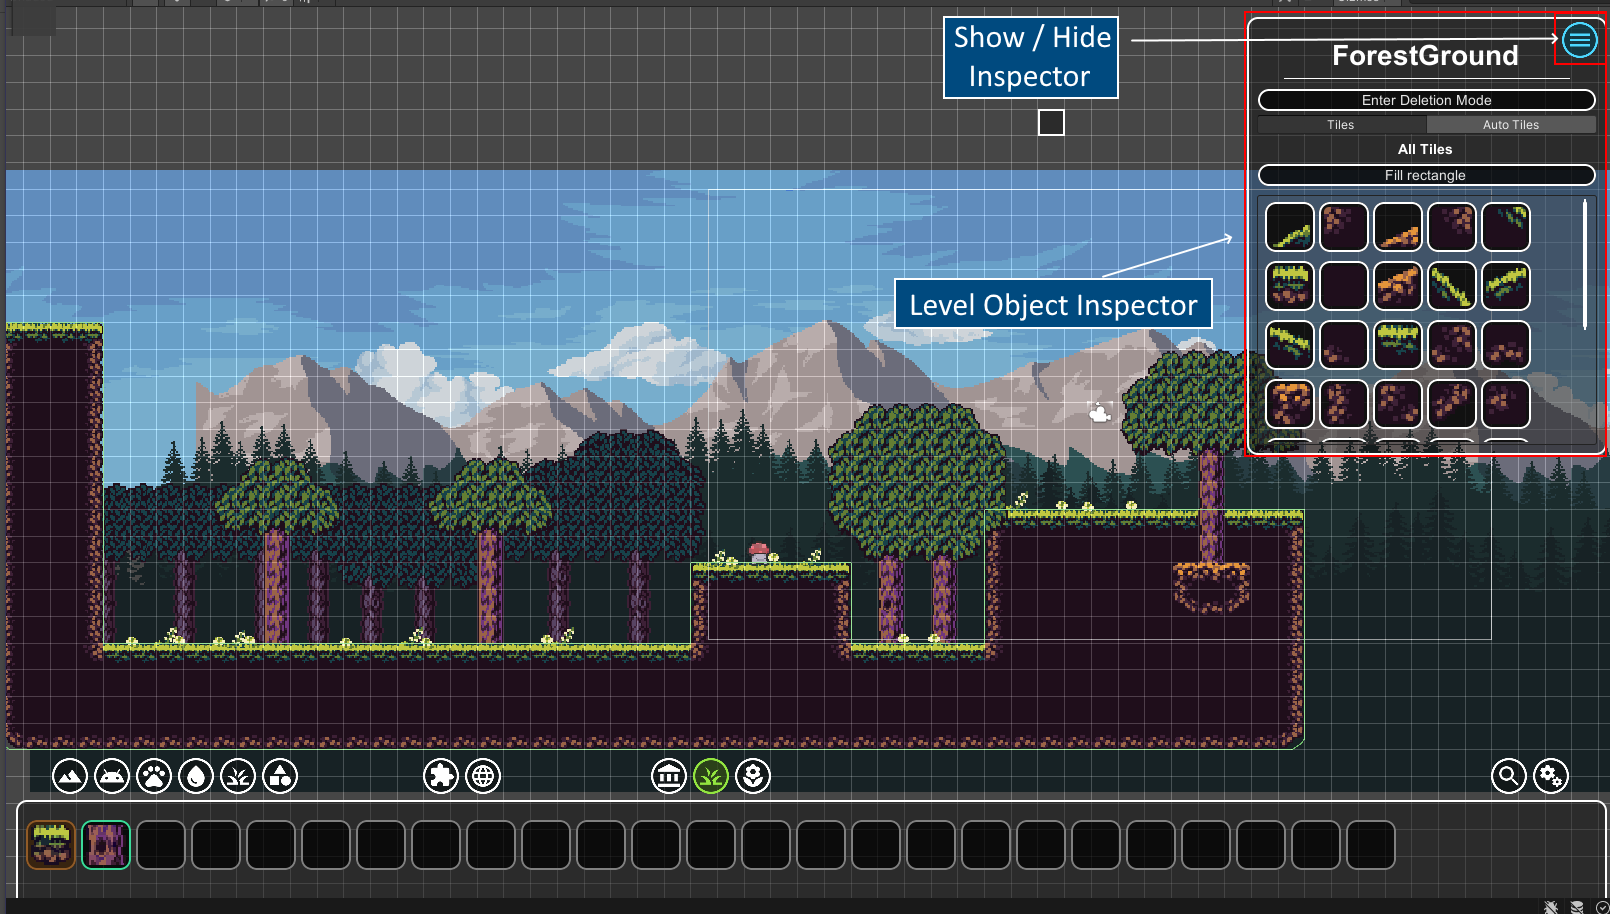 Show / Hide
Inspector
ForestGround
Enter Deletion Mode
Tiles
Auto Tiles
All Tiles
Fill rectangle
Level Object Inspector